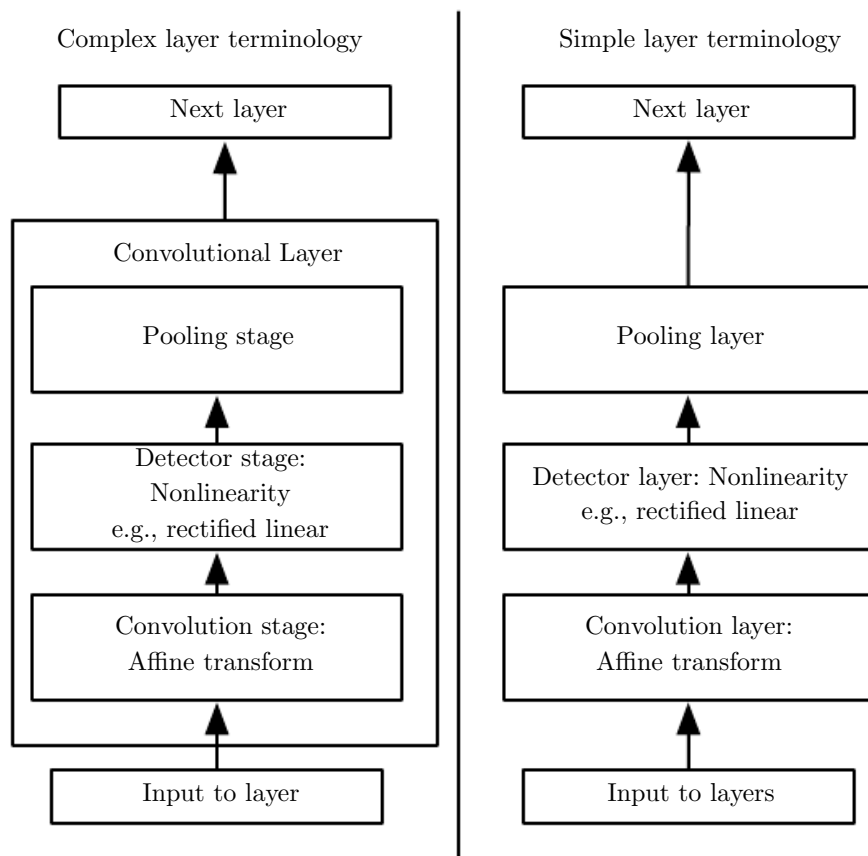 Complex layer terminology
Next layer
Convolutional Layer
Pooling stage
Detector stage:
Nonlinearity
e.g., rectified linear
Convolution stage:
Affine transform
Input to layer
Simple layer terminology
Next layer
Pooling layer
Detector layer: Nonlinearity
e.g., rectified linear
Convolution layer:
Affine transform
Input to layers